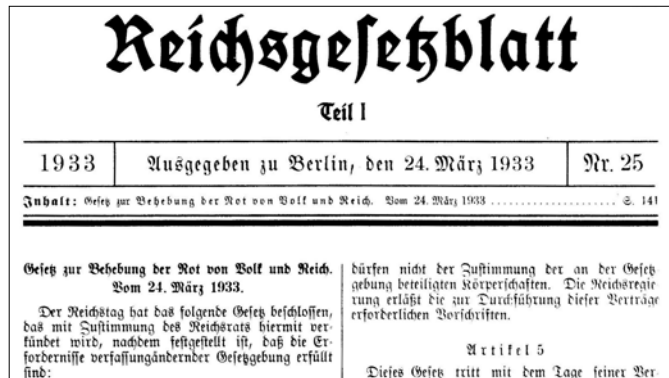 Reichsgesetzblatt
Teil I
1933
Ausgegeben zu Berlin, den 24. März 1933
Nr. 25
Inhalt: Gesetz zur Behebung der Not von Volk und Reich. Vom 24. März 1933 .................... S. 141
Gesetz zur Behebung der Not von Volk und Reich.
Vom 24. März 1933.
Der Reichstag hat das folgende Gesetz beschlossen,
das mit Zustimmung des Reichsrats hiermit ver-
kündet wird, nachdem festgestellt ist, daß die Er-
fordernisse verfassungändernder Gesetzgebung erfüllt
sind:
dürfen nicht der Zustimmung der an der Gesetz-
gebung beteiligten Körperschaften. Die Reichsregie-
rung erläßt die zur Durchführung dieser Verträge
erforderlichen Vorschriften.
Artikel 5
Dieses Gesetz tritt mit dem Tage seiner Ver-